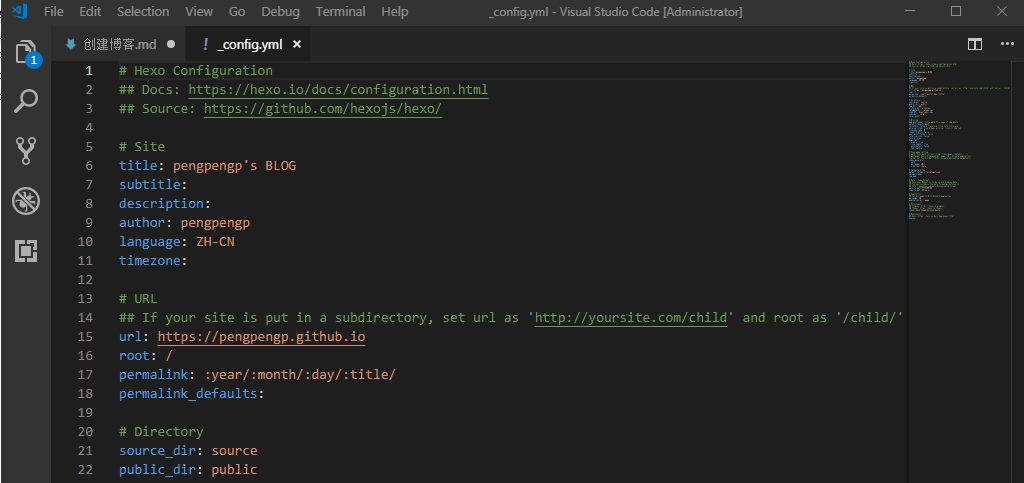 File Edit Selection View Go Debug Terminal Help _config.yml - Visual Studio Code [Administrator]
创建博客.md ! _config.yml
1
1 # Hexo Configuration
2 ## Docs: https://hexo.io/docs/configuration.html
3 ## Source: https://github.com/hexojs/hexo/
4
5 # Site
6 title: pengpengp's BLOG
7 subtitle:
8 description:
9 author: pengpengp
10 language: ZH-CN
11 timezone:
12
13 # URL
14 ## If your site is put in a subdirectory, set url as 'http://yoursite.com/child' and root as '/child/'
15 url: https://pengpengp.github.io
16 root: /
17 permalink: :year/:month/:day/:title/
18 permalink_defaults:
19
20 # Directory
21 source_dir: source
22 public_dir: public